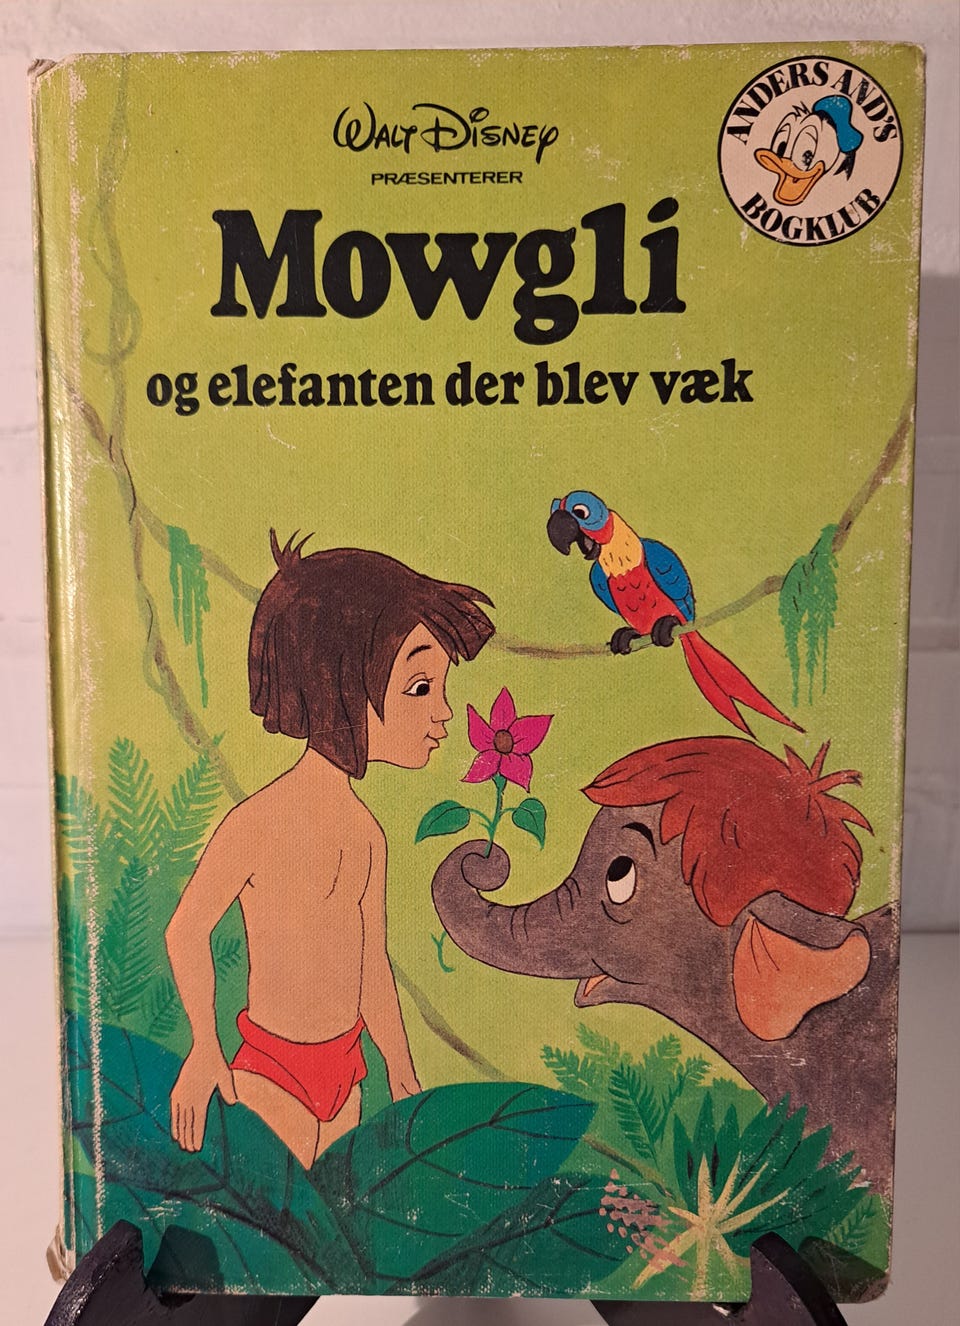 ANDERS AND'S
BOGKLUB
WALT DISNEY
PRÆSENTERER
Mowgli
og elefanten der blev væk